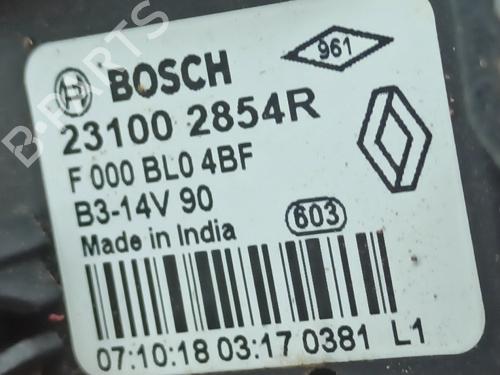 B-PARTS
961
BOSCH
23100 2854R
F 000 BL0 4BF
B3-14V 90
Made in India
603
07:10:18 03:17 0381 L1